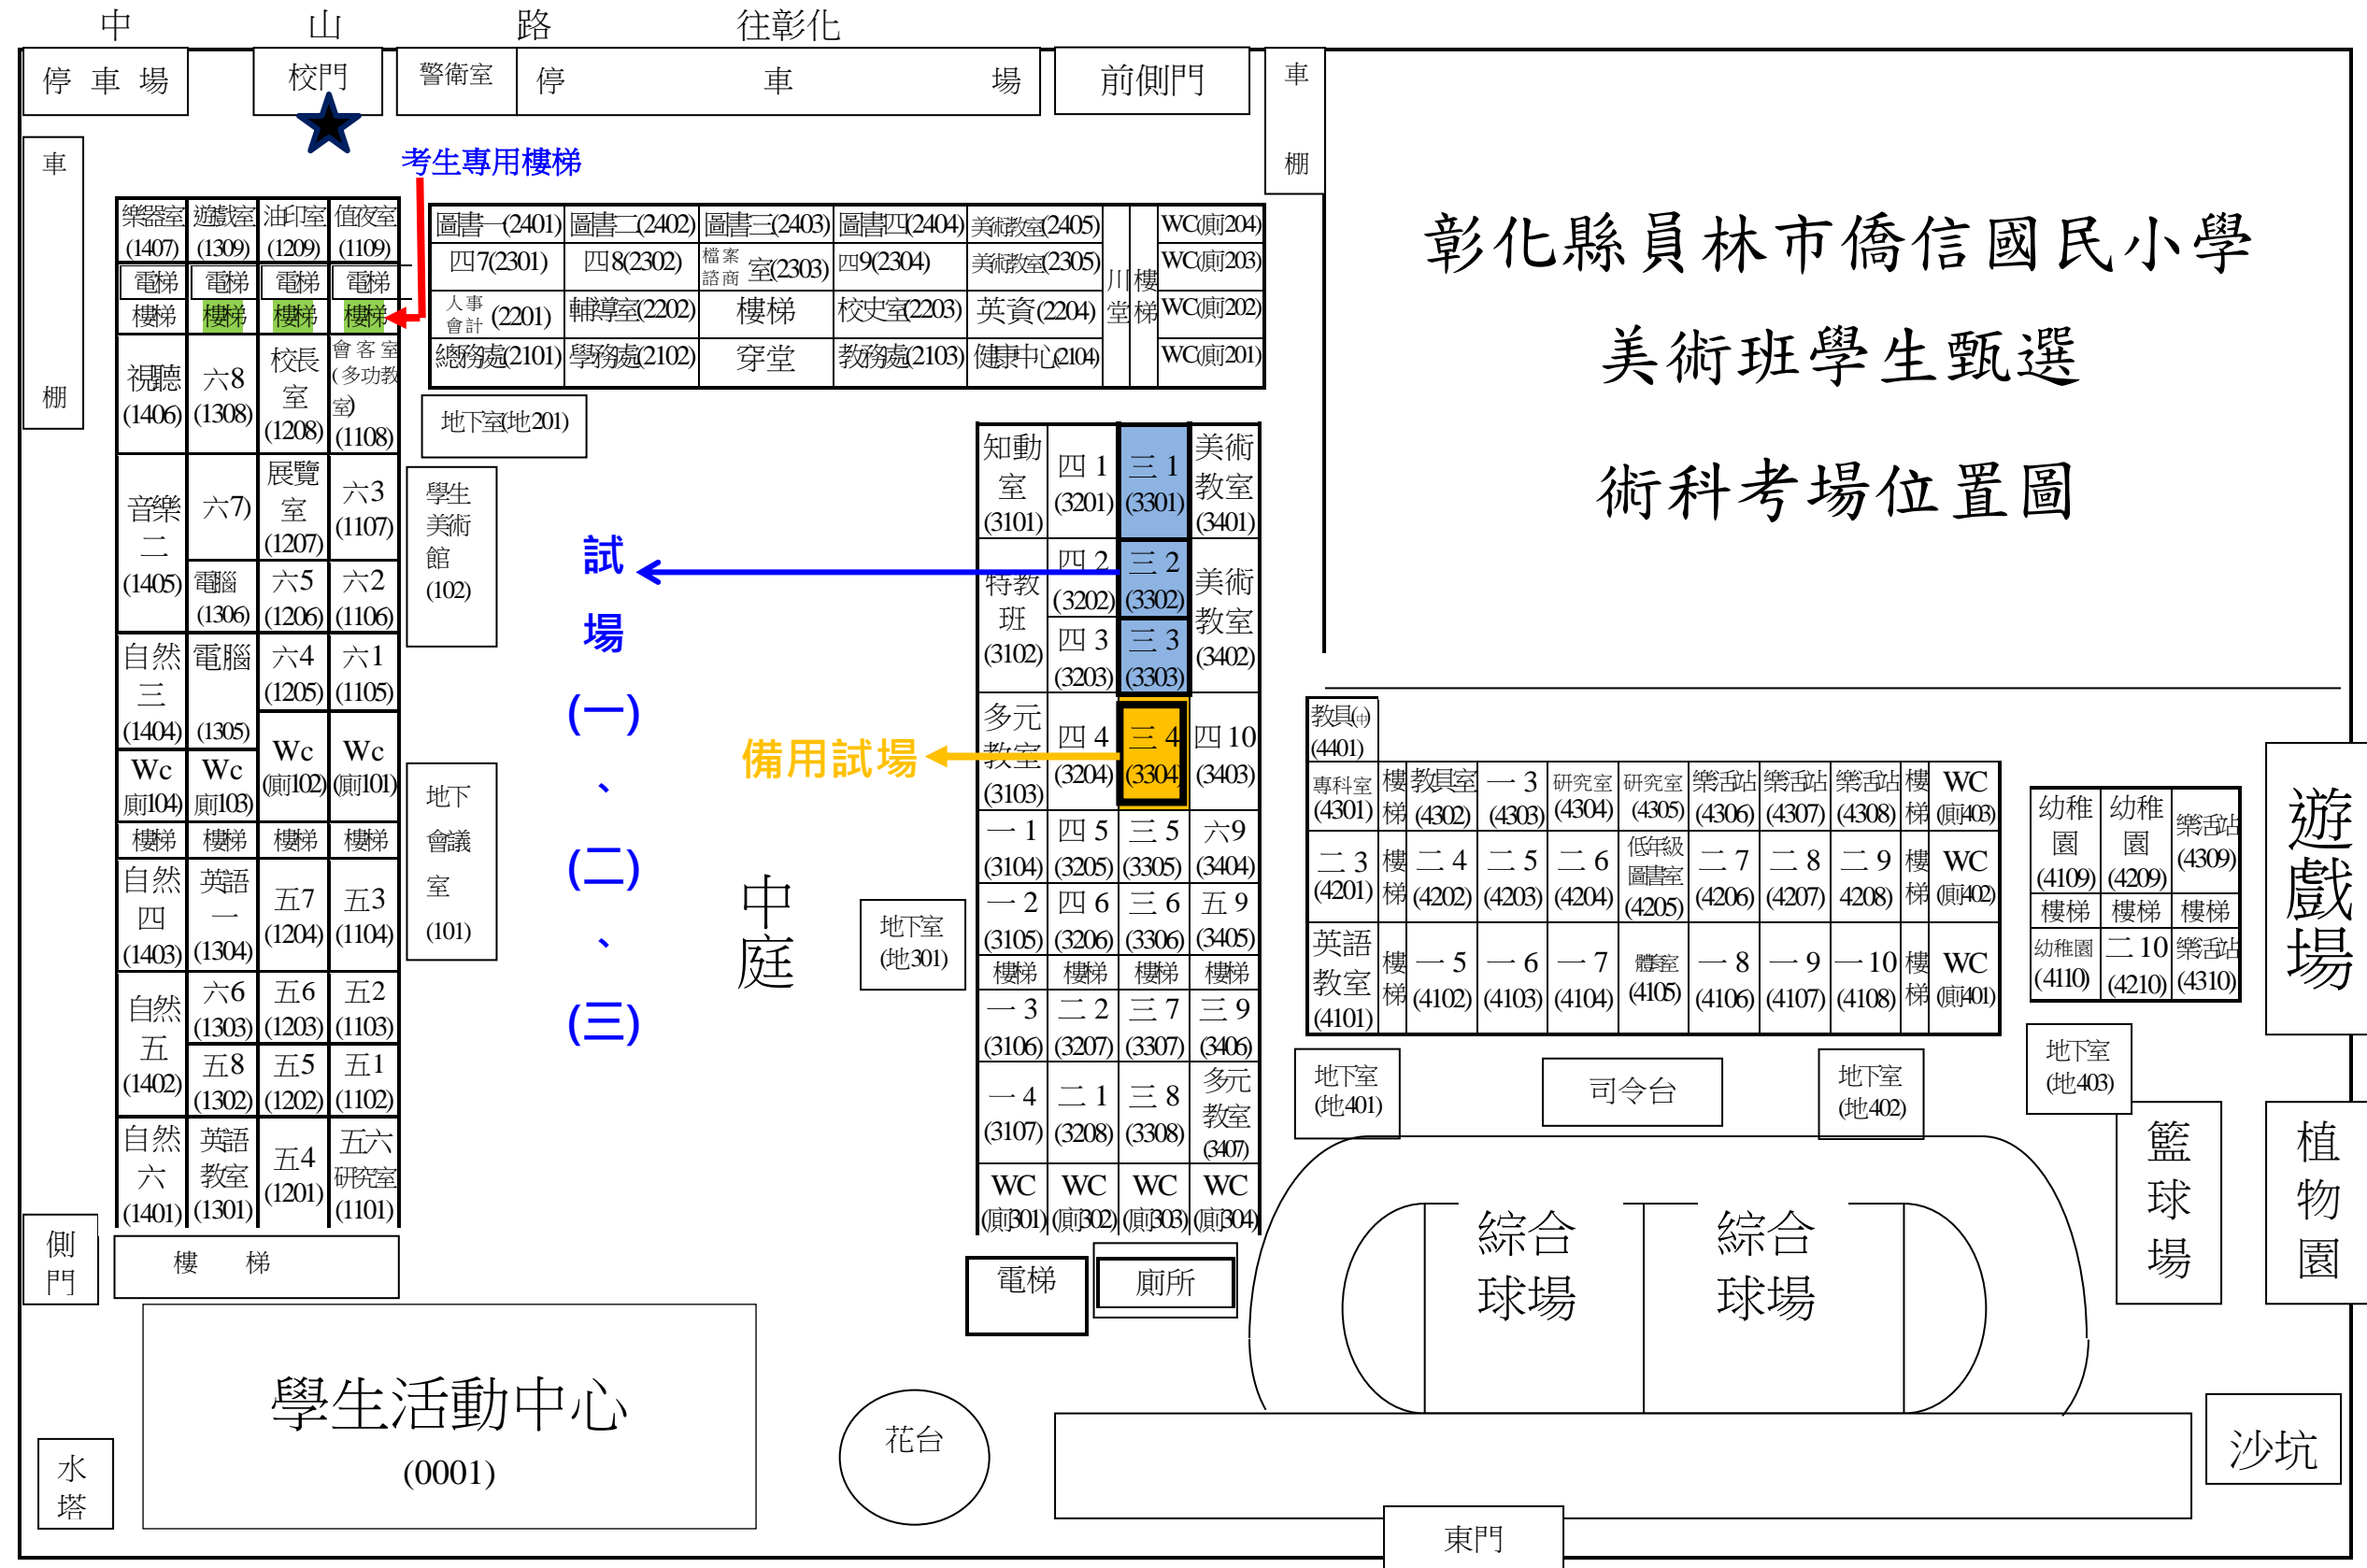 中 山 路 往彰化
停 車 場
校門
警衛室
停 車 場
前側門
車棚
車棚
考生專用樓梯
彰化縣員林市僑信國民小學
美術班學生甄選
術科考場位置圖
樂器室(1407) 遊戲室(1309) 油印室(1209) 值夜室(1109)
電梯 電梯 電梯 電梯
樓梯 樓梯 樓梯 樓梯
視聽(1406) 六8(1308) 校長室(1208) 會客室(多功教室)(1108)
音樂二(1405) 六7) 展覽室(1207) 六3(1107)
電腦(1306) 六5(1206) 六2(1106)
自然三(1404) 電腦(1305) 六4(1205) 六1(1105)
Wc廁104) Wc廁103) Wc(廁102) Wc(廁101)
樓梯 樓梯 樓梯 樓梯
自然四(1403) 英語一(1304) 五7(1204) 五3(1104)
自然五(1402) 六6(1303) 五6(1203) 五2(1103)
五8(1302) 五5(1202) 五1(1102)
自然六(1401) 英語教室(1301) 五4(1201) 五六研究室(1101)
樓 梯
側門
圖書一(2401) 圖書二(2402) 圖書三(2403) 圖書四(2404) 美術教室(2405) WC(廁204)
四7(2301) 四8(2302) 檔案諮商室(2303) 四9(2304) 美術教室(2305) WC(廁203)
人事會計(2201) 輔導室(2202) 樓梯 校史室(2203) 英資(2204) WC(廁202)
總務處(2101) 學務處(2102) 穿堂 教務處(2103) 健康中心(2104) WC(廁201)
川堂 樓梯
地下室(地201)
學生美術館(102)
地下會議室(101)
試場(一)、(二)、(三)
備用試場
中庭
地下室(地301)
知動室(3101) 四1(3201) 三1(3301) 美術教室(3401)
特教班(3102) 四2(3202) 三2(3302) 美術教室(3402)
四3(3203) 三3(3303)
多元教室(3103) 四4(3204) 三4(3304) 四10(3403)
一1(3104) 四5(3205) 三5(3305) 六9(3404)
一2(3105) 四6(3206) 三6(3306) 五9(3405)
樓梯 樓梯 樓梯 樓梯
一3(3106) 二2(3207) 三7(3307) 三9(3406)
一4(3107) 二1(3208) 三8(3308) 多元教室(3407)
WC(廁301) WC(廁302) WC(廁303) WC(廁304)
電梯
廁所
教具(中)(4401)
專科室(4301) 樓梯 教具室(4302) 一3(4303) 研究室(4304) 研究室(4305) 樂活站(4306) 樂活站(4307) 樂活站(4308) 樓梯 WC(廁403)
二3(4201) 樓梯 二4(4202) 二5(4203) 二6(4204) 低年級圖書室(4205) 二7(4206) 二8(4207) 二9 4208) 樓梯 WC(廁402)
英語教室(4101) 樓梯 一5(4102) 一6(4103) 一7(4104) 體育室(4105) 一8(4106) 一9(4107) 一10(4108) 樓梯 WC(廁401)
幼稚園(4109) 幼稚園(4209) 樂活站(4309)
樓梯 樓梯 樓梯
幼稚園(4110) 二10(4210) 樂活站(4310)
遊戲場
地下室(地401)
司令台
地下室(地402)
地下室(地403)
籃球場
植物園
綜合球場
綜合球場
學生活動中心
(0001)
水塔
花台
沙坑
東門